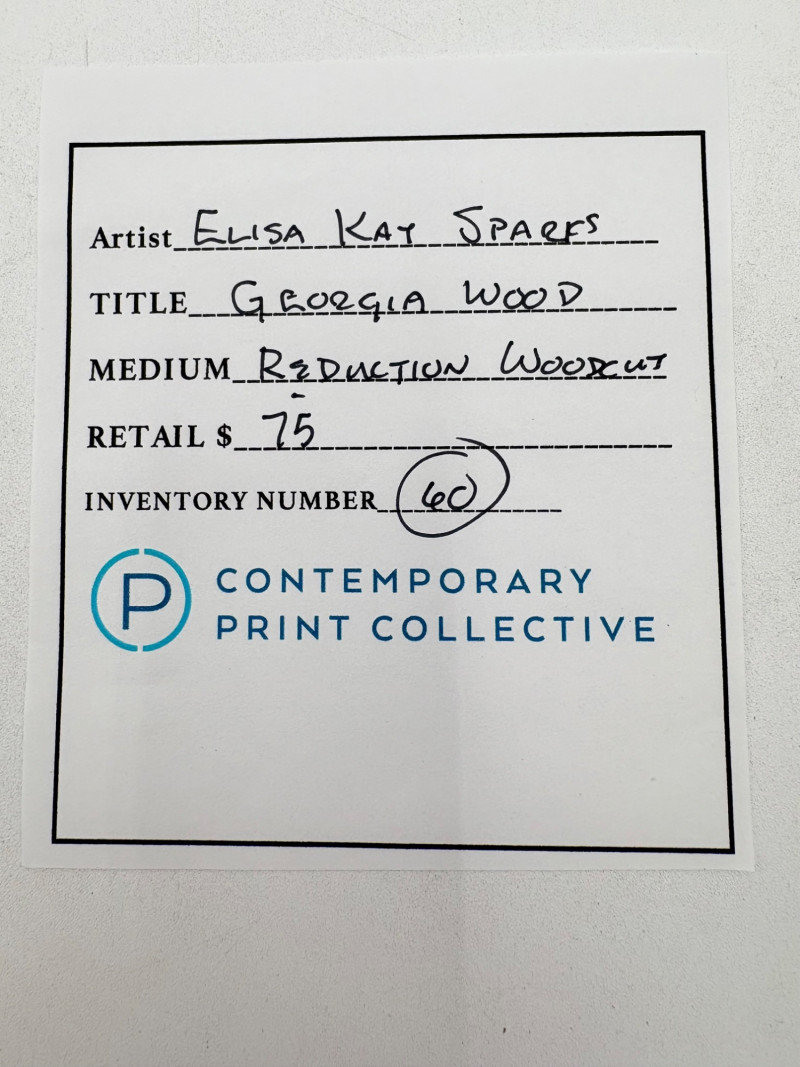 Artist ELISA KAY SPARKS
TITLE GEORGIA WOOD
MEDIUM REDUCTION WOODCUT
RETAIL $ 75
INVENTORY NUMBER 60
P CONTEMPORARY
PRINT COLLECTIVE